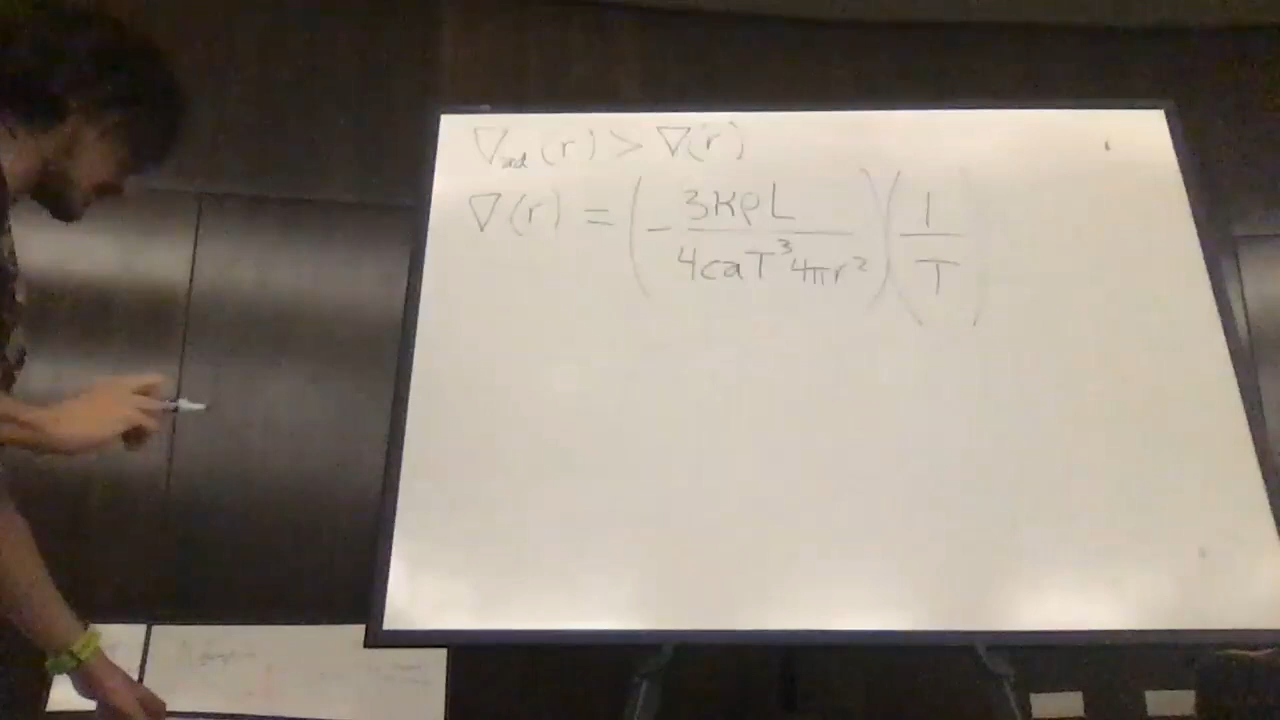 ∇ad(r) > ∇(r)
∇(r) = (- 3κρL / 4caT³4πr²)(1 / T)